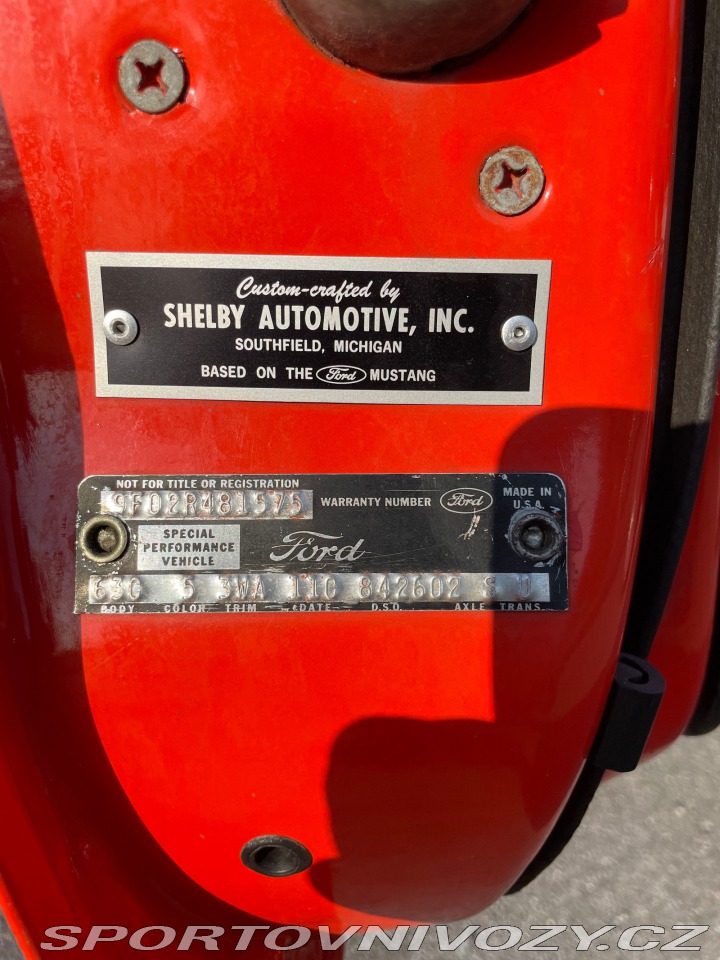 Custom-crafted by
SHELBY AUTOMOTIVE, INC.
SOUTHFIELD, MICHIGAN
BASED ON THE Ford MUSTANG
NOT FOR TITLE OR REGISTRATION
9F02R481575 WARRANTY NUMBER Ford MADE IN U.S.A.
SPECIAL PERFORMANCE VEHICLE
Ford
63C 5 3WA 11C 842602 S U
BODY COLOR TRIM &DATE D.S.O. AXLE TRANS.
SPORTOVNIVOZY.CZ